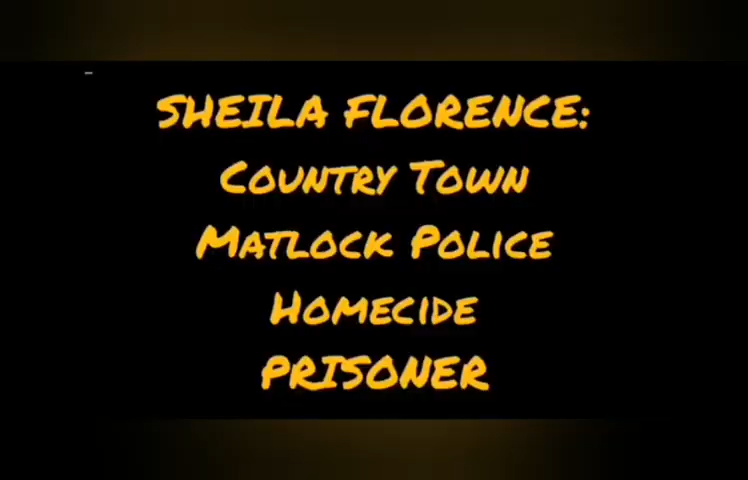 SHEILA FLORENCE:
COUNTRY TOWN
MATLOCK POLICE
HOMECIDE
PRISONER